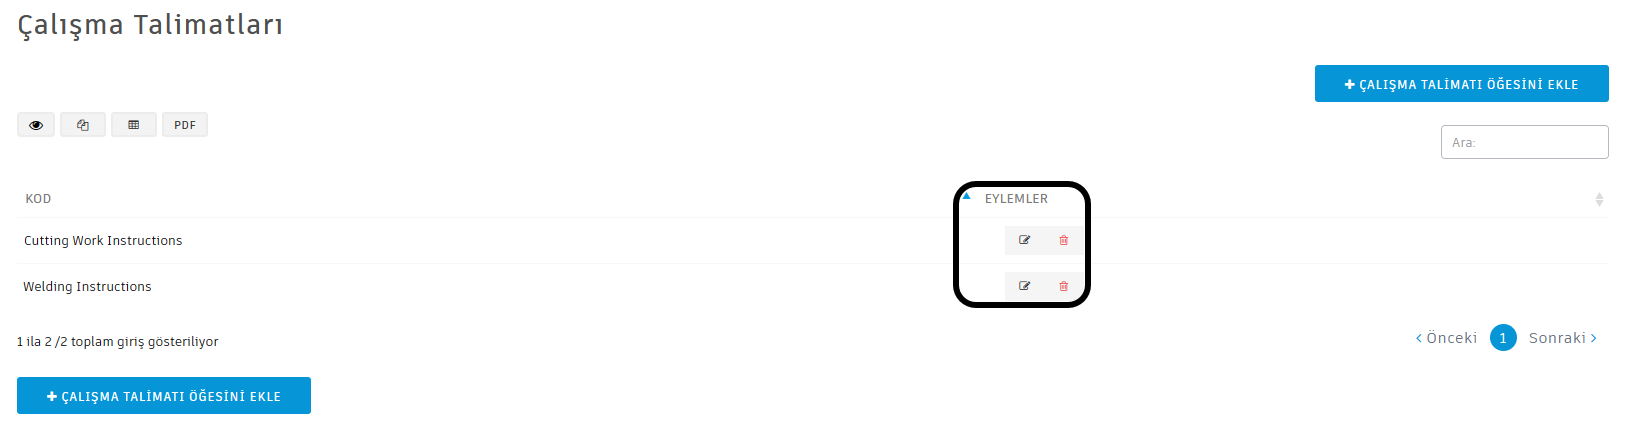 Çalışma Talimatları
ÇALIŞMA TALİMATI ÖĞESİNİ EKLE
PDF
Ara:
KOD EYLEMLER
Cutting Work Instructions
Welding Instructions
1 ila 2 /2 toplam giriş gösteriliyor
Önceki 1 Sonraki
ÇALIŞMA TALİMATI ÖĞESİNİ EKLE